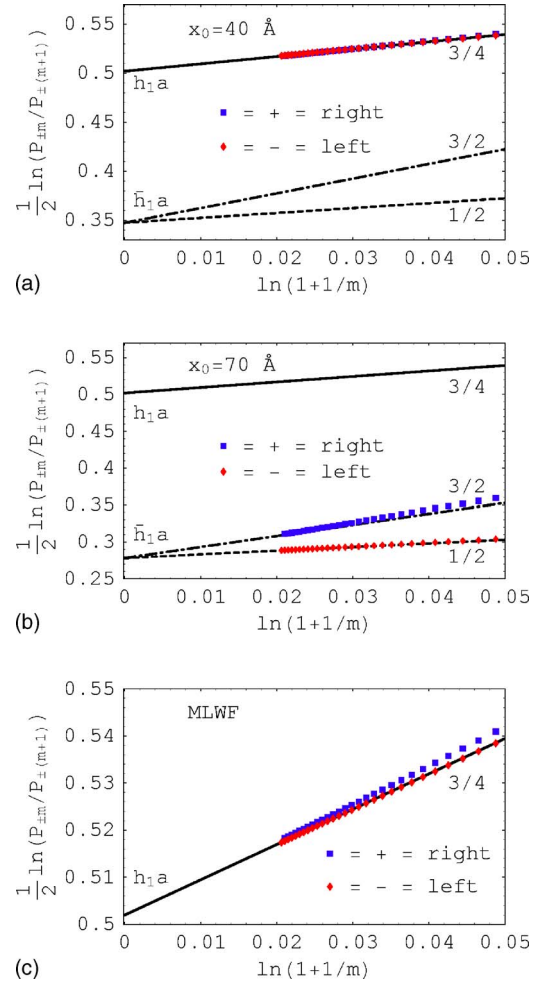 x₀=40 Å
½ ln(P±m/P±(m+1))
0.55
0.5
0.45
0.4
0.35
h₁a
h̄₁a
3/4
3/2
1/2
= + = right
= - = left
0 0.01 0.02 0.03 0.04 0.05
ln(1+1/m)
(a)
x₀=70 Å
½ ln(P±m/P±(m+1))
0.55
0.5
0.45
0.4
0.35
0.3
0.25
h₁a
h̄₁a
3/4
3/2
1/2
= + = right
= - = left
0 0.01 0.02 0.03 0.04 0.05
ln(1+1/m)
(b)
MLWF
½ ln(P±m/P±(m+1))
0.55
0.54
0.53
0.52
0.51
0.5
h₁a
3/4
= + = right
= - = left
0 0.01 0.02 0.03 0.04 0.05
ln(1+1/m)
(c)